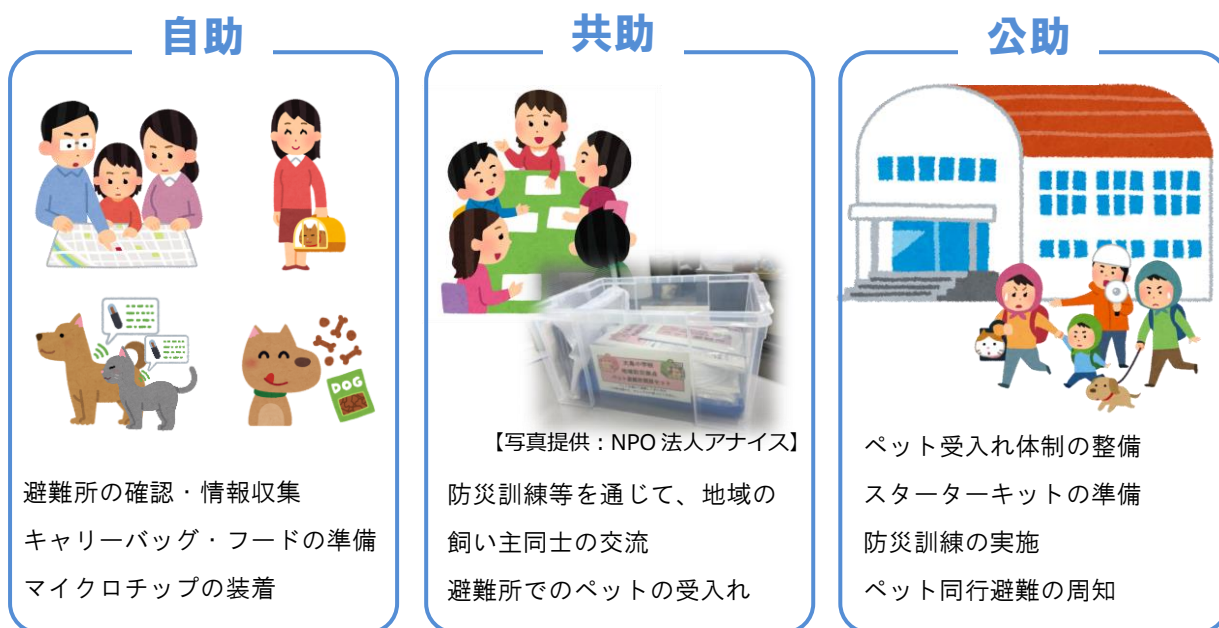 自助
DOG
避難所の確認・情報収集
キャリーバッグ・フードの準備
マイクロチップの装着
共助
【写真提供：NPO 法人アナイス】
防災訓練等を通じて、地域の
飼い主同士の交流
避難所でのペットの受入れ
公助
ペット受入れ体制の整備
スターターキットの準備
防災訓練の実施
ペット同行避難の周知